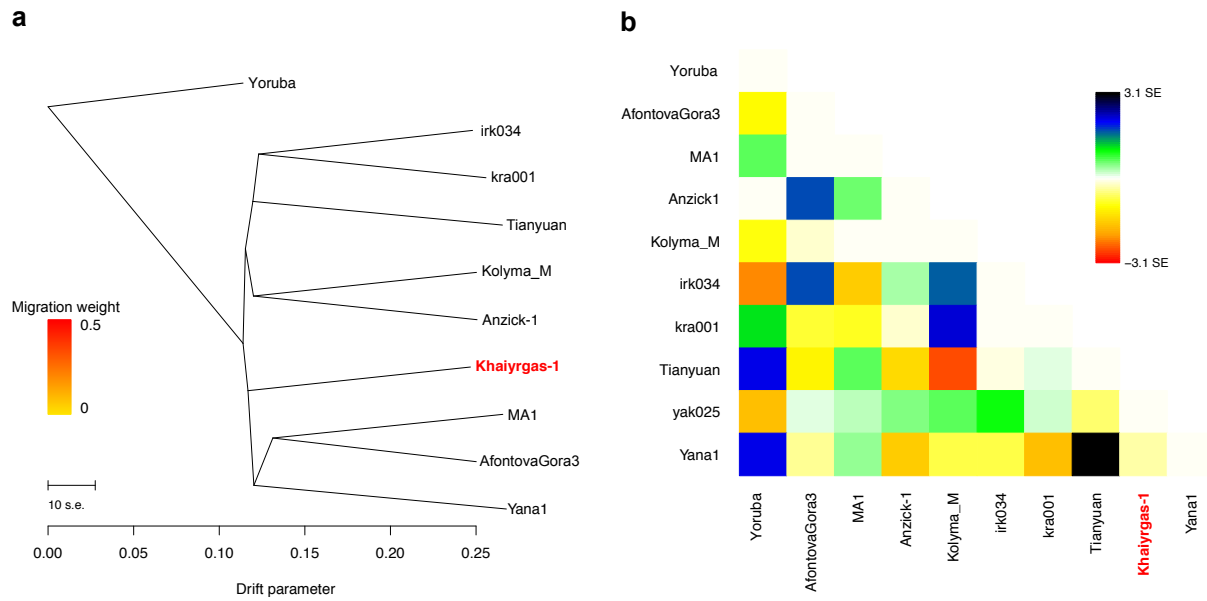 a
Yoruba
irk034
kra001
Tianyuan
Kolyma_M
Anzick-1
Khaiyrgas-1
MA1
AfontovaGora3
Yana1
Migration weight
0.5
0
10 s.e.
0.00 0.05 0.10 0.15 0.20 0.25
Drift parameter
b
Yoruba
AfontovaGora3
MA1
Anzick1
Kolyma_M
irk034
kra001
Tianyuan
yak025
Yana1
3.1 SE
−3.1 SE
Yoruba
AfontovaGora3
MA1
Anzick-1
Kolyma_M
irk034
kra001
Tianyuan
Khaiyrgas-1
Yana1